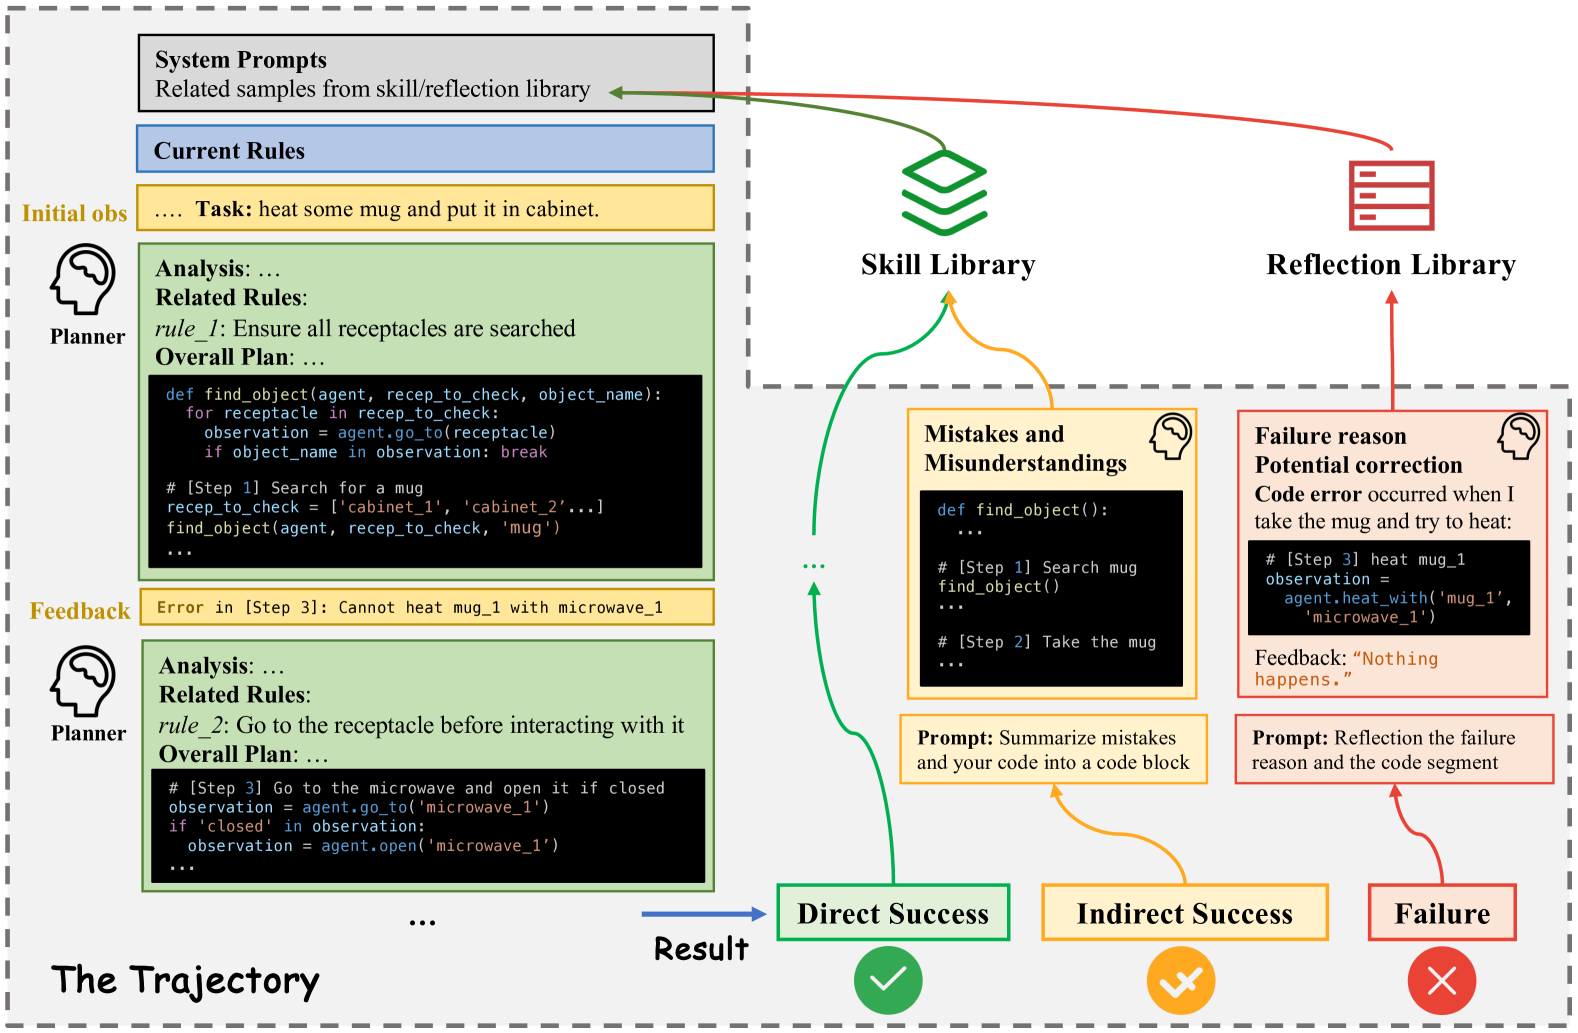 System Prompts
Related samples from skill/reflection library
Current Rules
Initial obs
.... Task: heat some mug and put it in cabinet.
Planner
Analysis: ...
Related Rules:
rule_1: Ensure all receptacles are searched
Overall Plan: ...
def find_object(agent, recep_to_check, object_name):
for receptacle in recep_to_check:
observation = agent.go_to(receptacle)
if object_name in observation: break
# [Step 1] Search for a mug
recep_to_check = ['cabinet_1', 'cabinet_2’...]
find_object(agent, recep_to_check, 'mug')
...
Feedback
Error in [Step 3]: Cannot heat mug_1 with microwave_1
Planner
Analysis: ...
Related Rules:
rule_2: Go to the receptacle before interacting with it
Overall Plan: ...
# [Step 3] Go to the microwave and open it if closed
observation = agent.go_to('microwave_1')
if 'closed' in observation:
observation = agent.open('microwave_1’)
...
...
The Trajectory
Result
Skill Library
Reflection Library
...
Mistakes and
Misunderstandings
def find_object():
...
# [Step 1] Search mug
find_object()
...
# [Step 2] Take the mug
...
Prompt: Summarize mistakes
and your code into a code block
Failure reason
Potential correction
Code error occurred when I
take the mug and try to heat:
# [Step 3] heat mug_1
observation =
agent.heat_with('mug_1’,
'microwave_1')
Feedback: “Nothing
happens.”
Prompt: Reflection the failure
reason and the code segment
Direct Success
Indirect Success
Failure